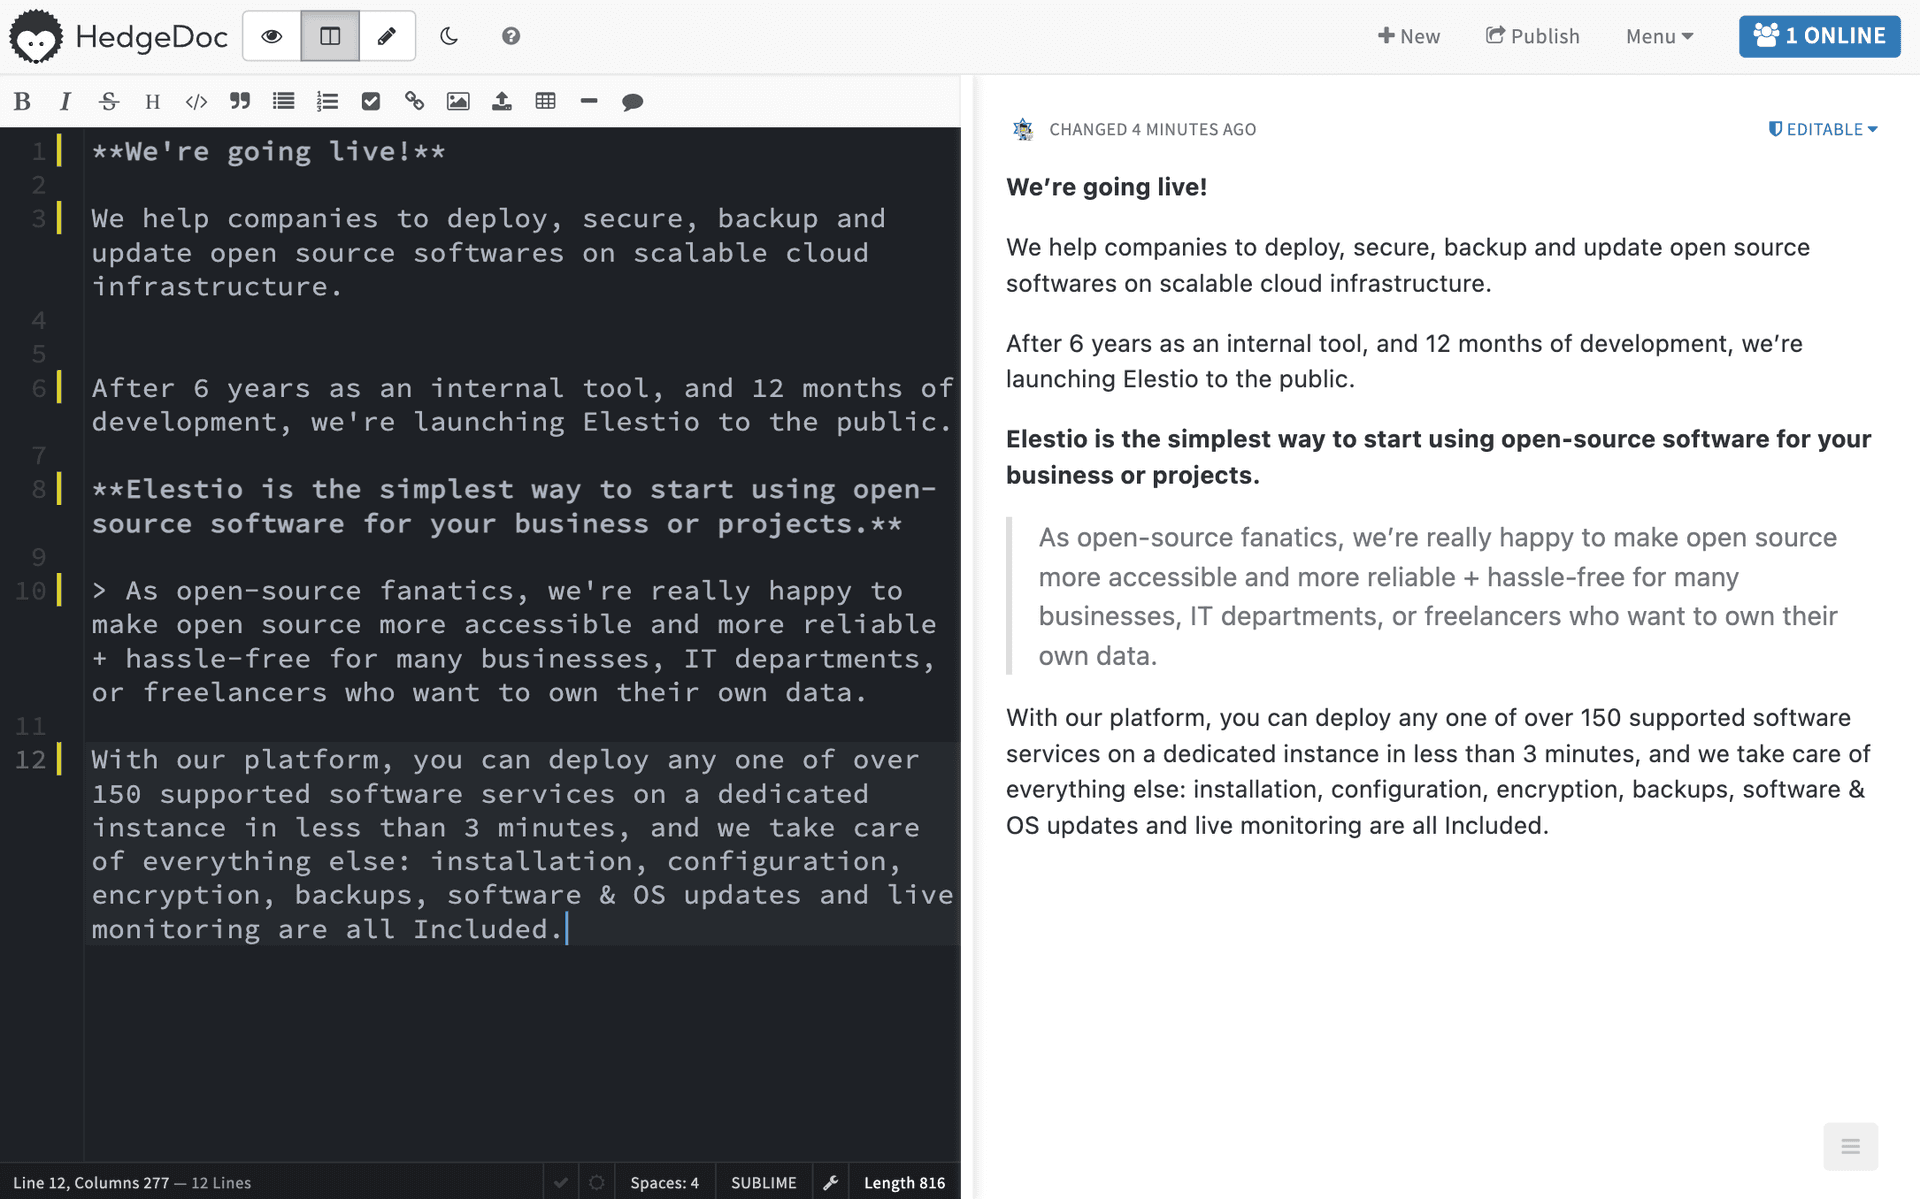 HedgeDoc
New Publish Menu 1 ONLINE
B I S H </>
1 **We're going live!**
2
3 We help companies to deploy, secure, backup and
update open source softwares on scalable cloud
infrastructure.
4
5
6 After 6 years as an internal tool, and 12 months of
development, we're launching Elestio to the public.
7
8 **Elestio is the simplest way to start using open-
source software for your business or projects.**
9
10 > As open-source fanatics, we're really happy to
make open source more accessible and more reliable
+ hassle-free for many businesses, IT departments,
or freelancers who want to own their own data.
11
12 With our platform, you can deploy any one of over
150 supported software services on a dedicated
instance in less than 3 minutes, and we take care
of everything else: installation, configuration,
encryption, backups, software & OS updates and live
monitoring are all Included.
Line 12, Columns 277 — 12 Lines
Spaces: 4
SUBLIME
Length 816
CHANGED 4 MINUTES AGO
EDITABLE
We’re going live!
We help companies to deploy, secure, backup and update open source
softwares on scalable cloud infrastructure.
After 6 years as an internal tool, and 12 months of development, we’re
launching Elestio to the public.
Elestio is the simplest way to start using open-source software for your
business or projects.
As open-source fanatics, we’re really happy to make open source
more accessible and more reliable + hassle-free for many
businesses, IT departments, or freelancers who want to own their
own data.
With our platform, you can deploy any one of over 150 supported software
services on a dedicated instance in less than 3 minutes, and we take care of
everything else: installation, configuration, encryption, backups, software &
OS updates and live monitoring are all Included.